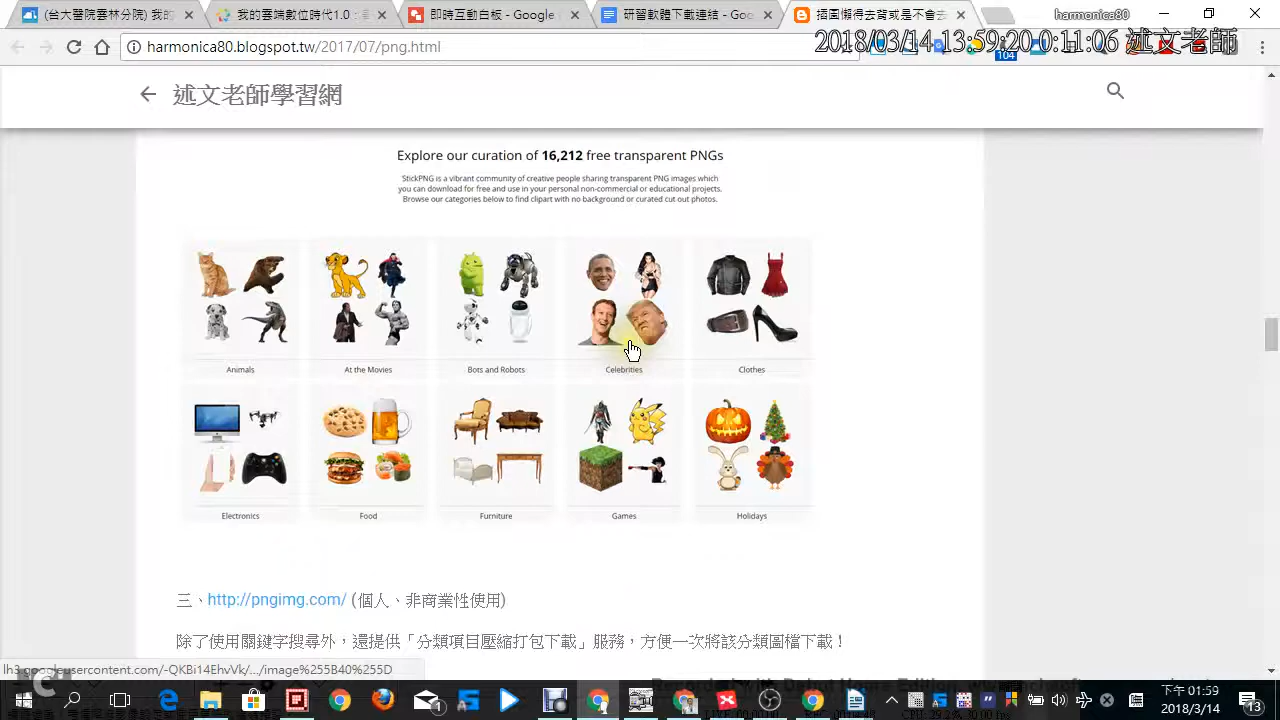 (台大醫學院雲林分院)時
我的雲端數位時代 1.0
即時互動白板 - Google
研習軟體下載連結 - Goo
插圖懶得去背或是不會去
harmonica80
harmonica80.blogspot.tw/2017/07/png.html
2018/03/14 13:59:20 0:11:06 述文老師
104
述文老師學習網
Explore our curation of 16,212 free transparent PNGs
StickPNG is a vibrant community of creative people sharing transparent PNG images which
you can download for free and use in your personal non-commercial or educational projects.
Browse our categories below to find clipart with no background or curated cut out photos.
Animals
At the Movies
Bots and Robots
Celebrities
Clothes
Electronics
Food
Furniture
Games
Holidays
三、http://pngimg.com/ (個人、非商業性使用)
除了使用關鍵字搜尋外，還提供「分類項目壓縮打包下載」服務，方便一次將該分類圖檔下載！
lh3.googleusercontent.com/-QKBi14EhvVk/.../image%255B40%255D
下午 01:59
2018/3/14